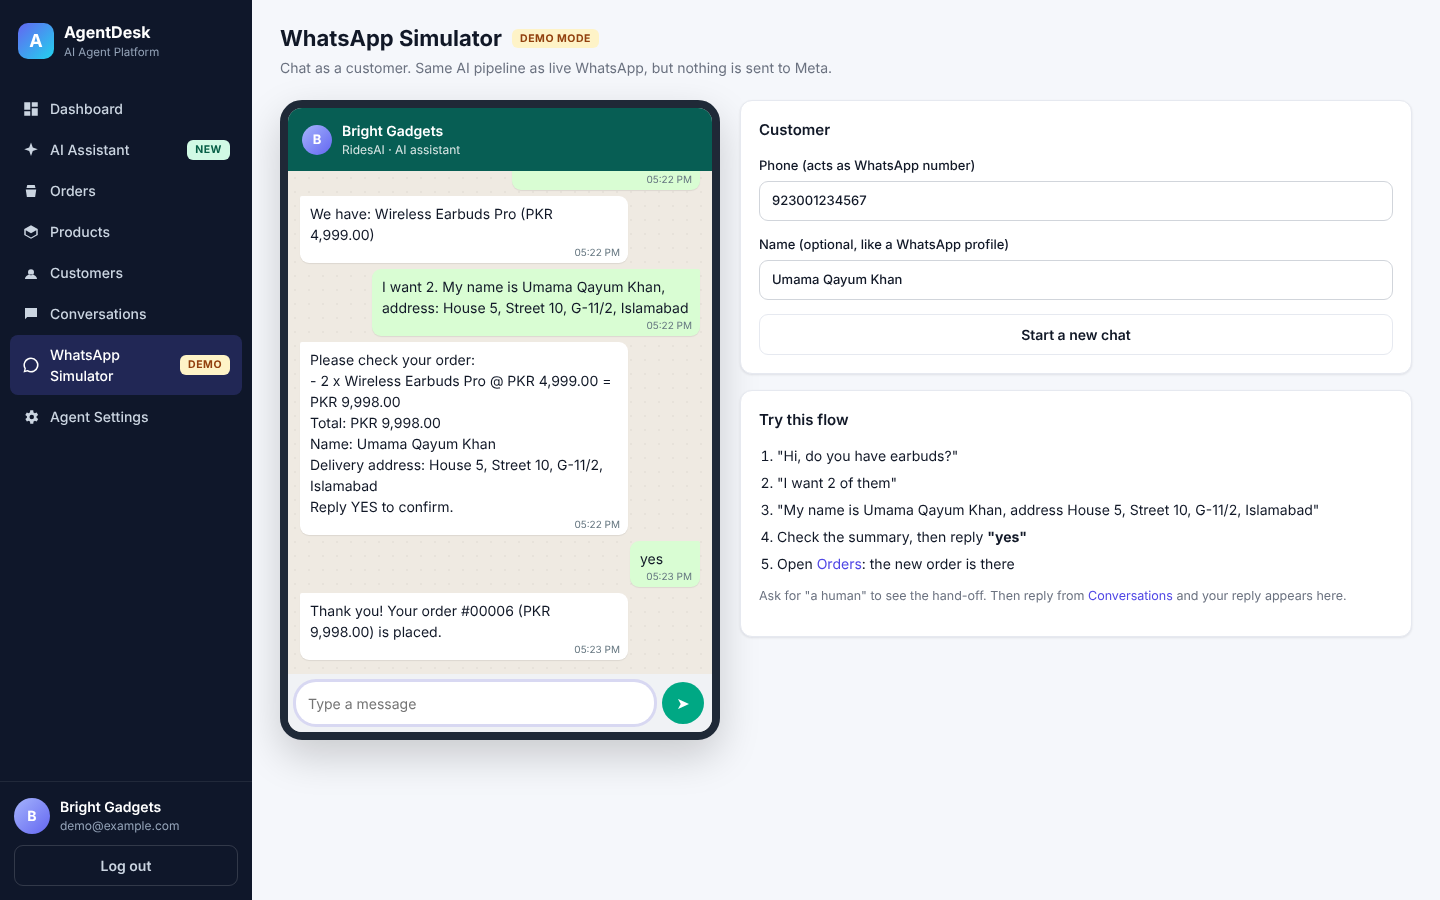 A
AgentDesk
AI Agent Platform
Dashboard
AI Assistant NEW
Orders
Products
Customers
Conversations
WhatsApp
Simulator DEMO
Agent Settings
B
Bright Gadgets
demo@example.com
Log out
WhatsApp Simulator DEMO MODE
Chat as a customer. Same AI pipeline as live WhatsApp, but nothing is sent to Meta.
B
Bright Gadgets
RidesAI · AI assistant
05:22 PM
We have: Wireless Earbuds Pro (PKR
4,999.00)
05:22 PM
I want 2. My name is Umama Qayum Khan,
address: House 5, Street 10, G-11/2, Islamabad
05:22 PM
Please check your order:
- 2 x Wireless Earbuds Pro @ PKR 4,999.00 =
PKR 9,998.00
Total: PKR 9,998.00
Name: Umama Qayum Khan
Delivery address: House 5, Street 10, G-11/2,
Islamabad
Reply YES to confirm.
05:22 PM
yes
05:23 PM
Thank you! Your order #00006 (PKR
9,998.00) is placed.
05:23 PM
Type a message
Customer
Phone (acts as WhatsApp number)
923001234567
Name (optional, like a WhatsApp profile)
Umama Qayum Khan
Start a new chat
Try this flow
1. "Hi, do you have earbuds?"
2. "I want 2 of them"
3. "My name is Umama Qayum Khan, address House 5, Street 10, G-11/2, Islamabad"
4. Check the summary, then reply "yes"
5. Open Orders: the new order is there
Ask for "a human" to see the hand-off. Then reply from Conversations and your reply appears here.